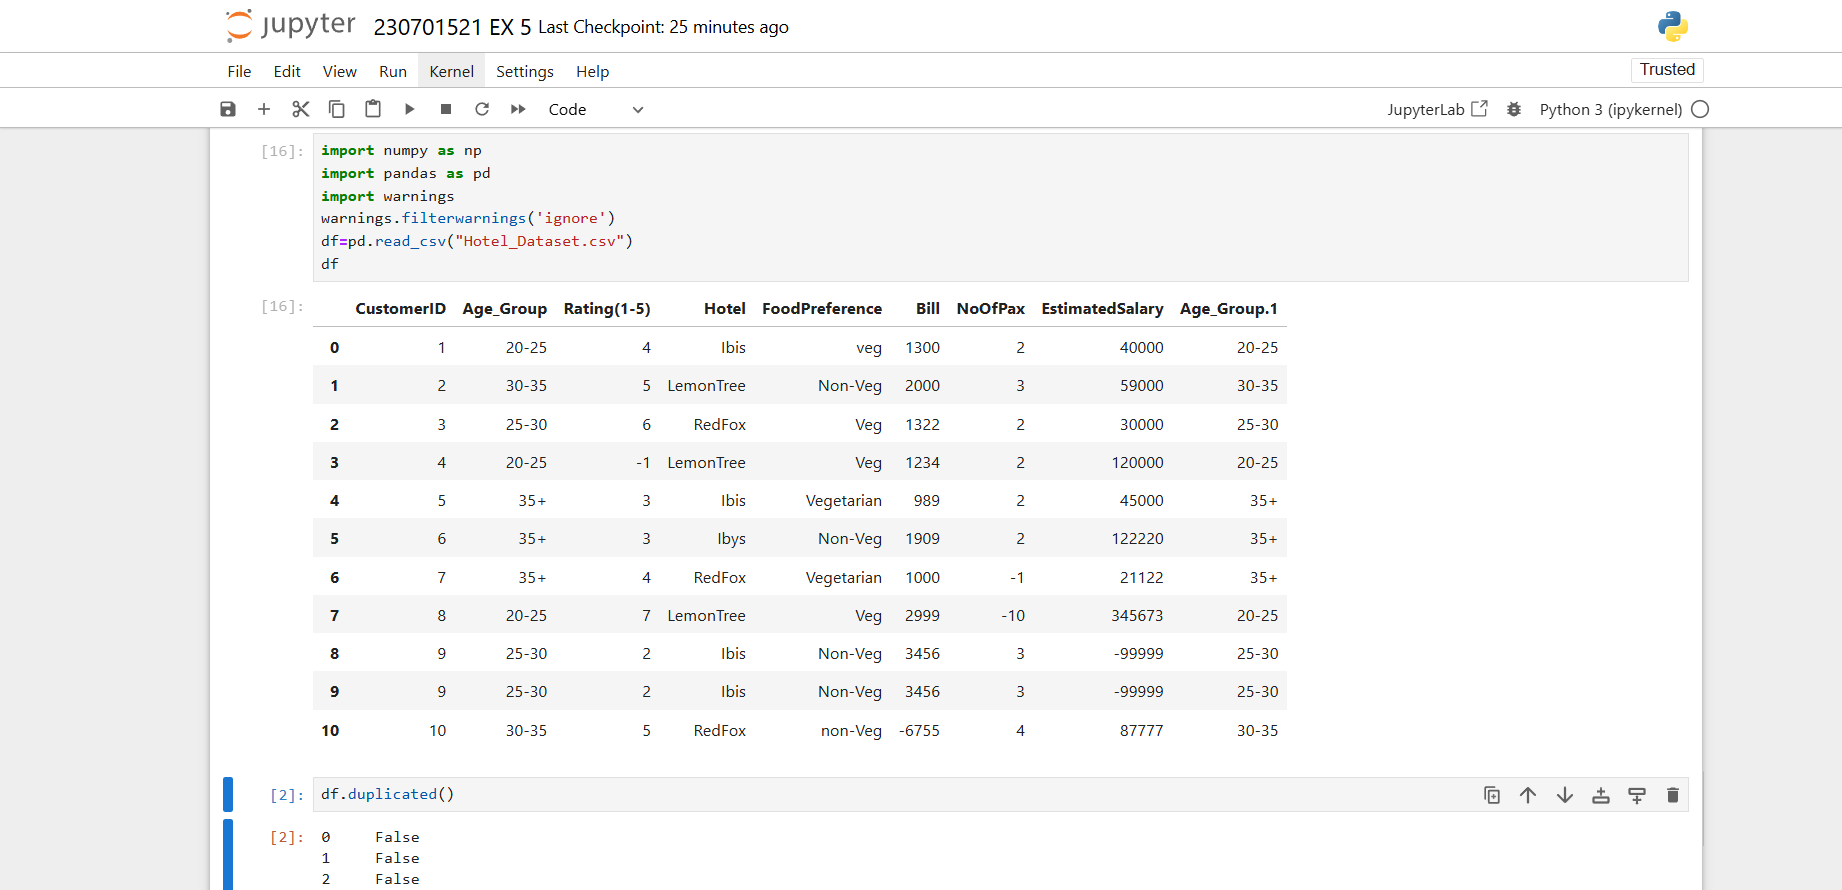 jupyter 230701521 EX 5 Last Checkpoint: 25 minutes ago
File Edit View Run Kernel Settings Help Trusted
Code JupyterLab Python 3 (ipykernel)
[16]: import numpy as np
import pandas as pd
import warnings
warnings.filterwarnings('ignore')
df=pd.read_csv("Hotel_Dataset.csv")
df
[16]: CustomerID Age_Group Rating(1-5) Hotel FoodPreference Bill NoOfPax EstimatedSalary Age_Group.1
0 1 20-25 4 Ibis veg 1300 2 40000 20-25
1 2 30-35 5 LemonTree Non-Veg 2000 3 59000 30-35
2 3 25-30 6 RedFox Veg 1322 2 30000 25-30
3 4 20-25 -1 LemonTree Veg 1234 2 120000 20-25
4 5 35+ 3 Ibis Vegetarian 989 2 45000 35+
5 6 35+ 3 Ibys Non-Veg 1909 2 122220 35+
6 7 35+ 4 RedFox Vegetarian 1000 -1 21122 35+
7 8 20-25 7 LemonTree Veg 2999 -10 345673 20-25
8 9 25-30 2 Ibis Non-Veg 3456 3 -99999 25-30
9 9 25-30 2 Ibis Non-Veg 3456 3 -99999 25-30
10 10 30-35 5 RedFox non-Veg -6755 4 87777 30-35
[2]: df.duplicated()
[2]: 0 False
1 False
2 False